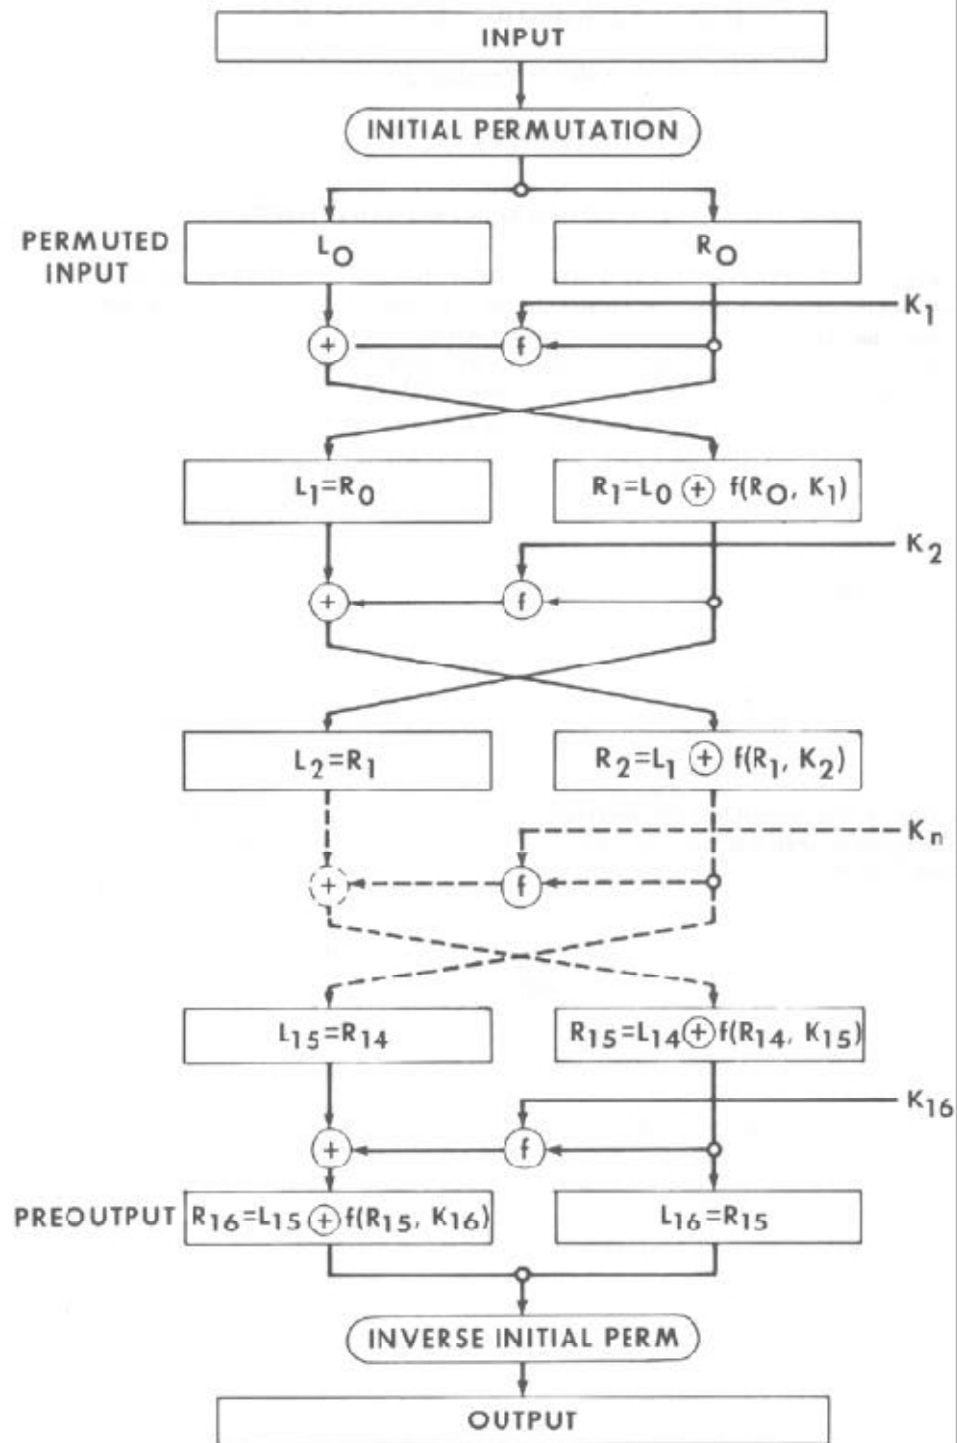 INPUT
INITIAL PERMUTATION
PERMUTED
INPUT
L0
R0
K1
+
f
L1=R0
R1=L0 ⊕ f(R0, K1)
K2
+
f
L2=R1
R2=L1 ⊕ f(R1, K2)
Kn
+
f
L15=R14
R15=L14⊕f(R14, K15)
K16
+
f
PREOUTPUT
R16=L15⊕f(R15, K16)
L16=R15
INVERSE INITIAL PERM
OUTPUT